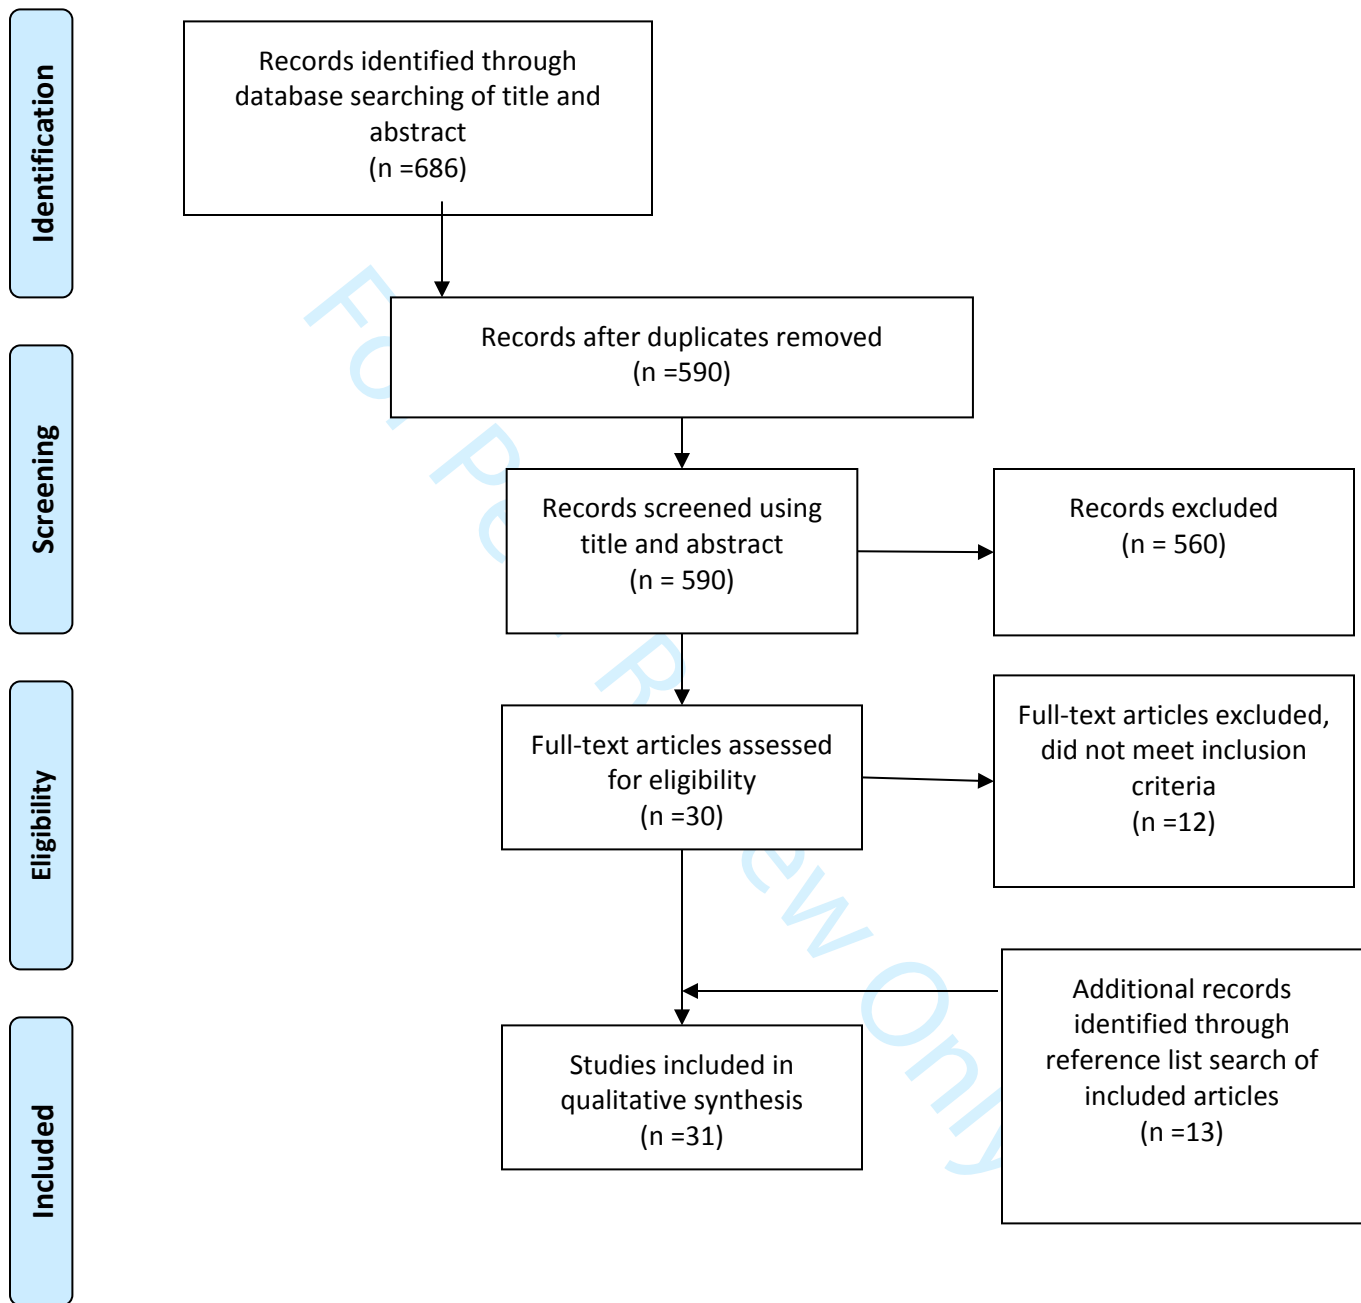 Identification
Records identified through
database searching of title and
abstract
(n =686)
Records after duplicates removed
(n =590)
Screening
Records screened using
title and abstract
(n = 590)
Records excluded
(n = 560)
Eligibility
Full-text articles assessed
for eligibility
(n =30)
Full-text articles excluded,
did not meet inclusion
criteria
(n =12)
Additional records
identified through
reference list search of
included articles
(n =13)
Included
Studies included in
qualitative synthesis
(n =31)
For Peer Review Only